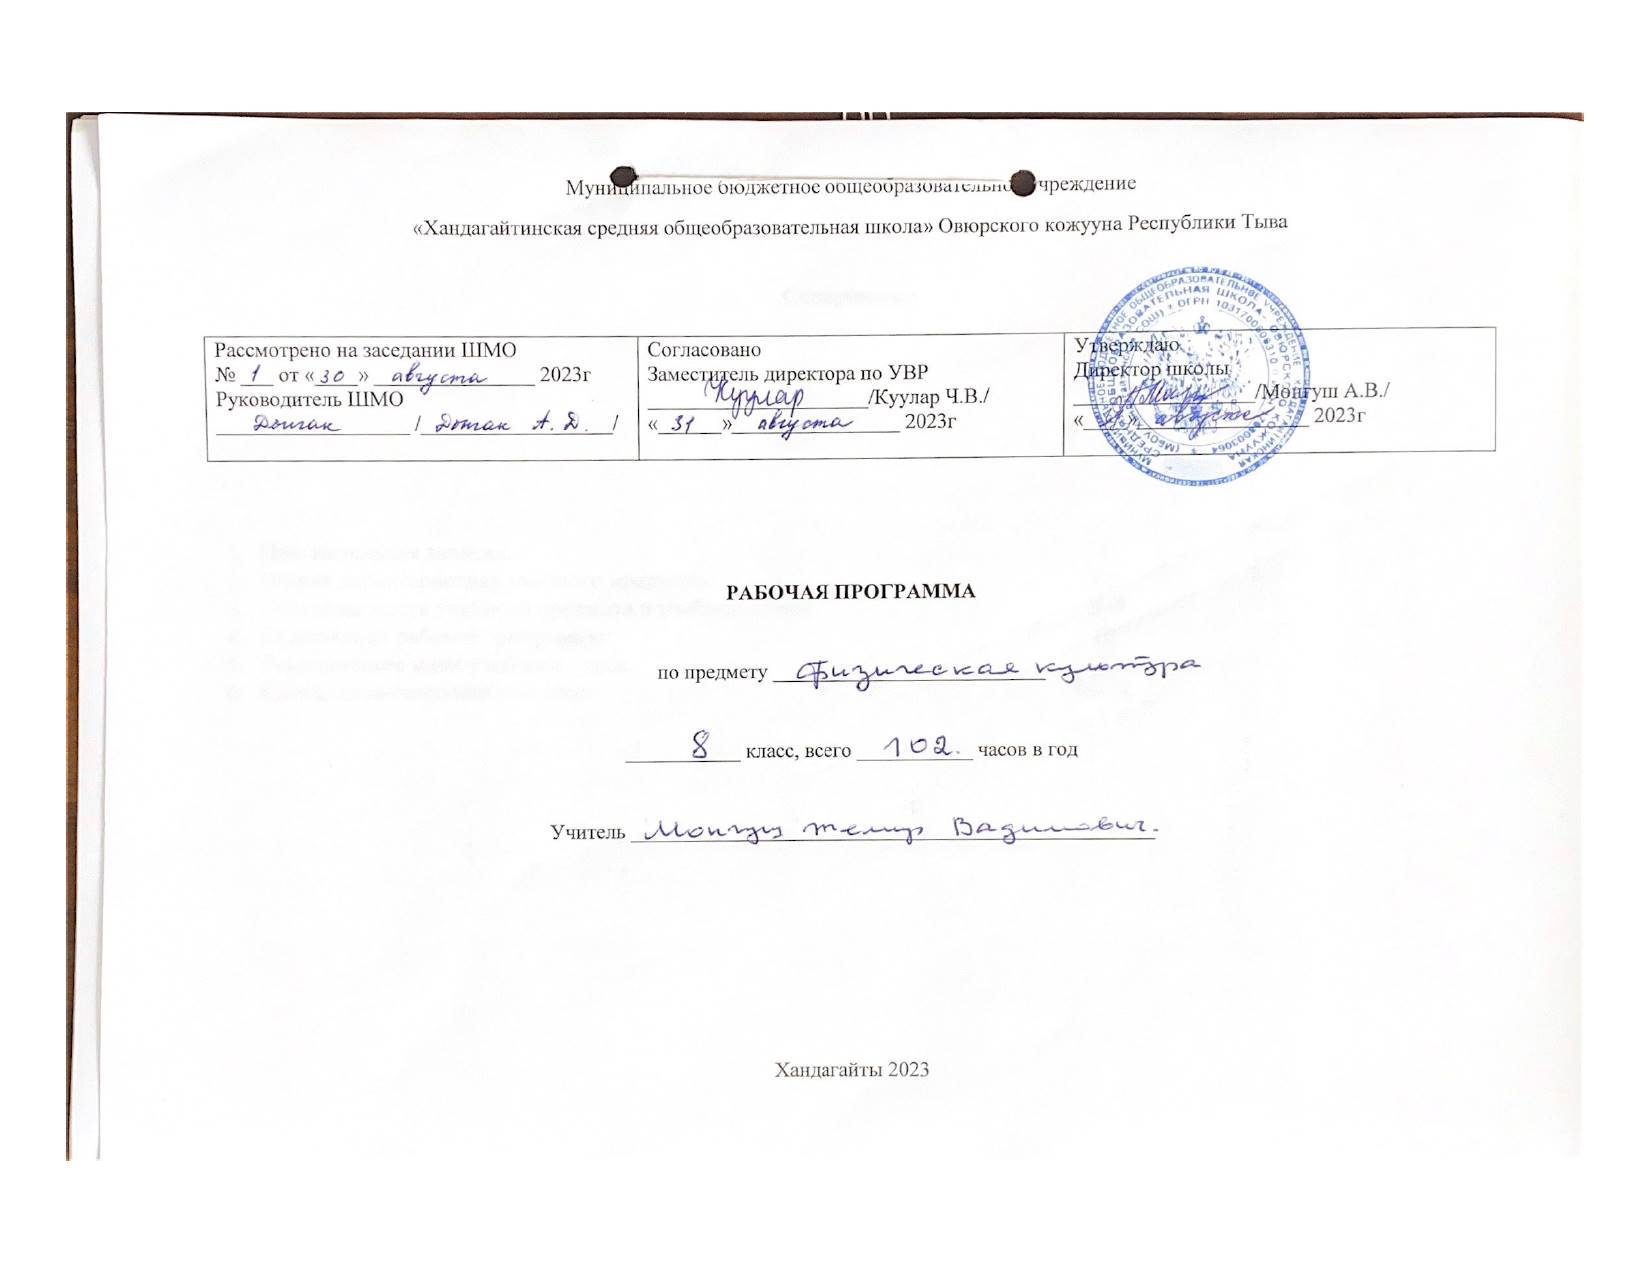 Муниципальное бюджетное общеобразовательное учреждение
«Хандагайтинская средняя общеобразовательная школа» Овюрского кожууна Республики Тыва
Рассмотрено на заседании ШМО
№ 1 от «30» августа 2023г
Руководитель ШМО
Донгак / Донгак А.Д. /
Согласовано
Заместитель директора по УВР
Куулар /Куулар Ч.В./
«31» августа 2023г
Утверждаю
Директор школы
/Монгуш А.В./
« » августа 2023г
РАБОЧАЯ ПРОГРАММА
по предмету физическая культура
8 класс, всего 102. часов в год
Учитель Монгуш Темир Вадимович.
Хандагайты 2023